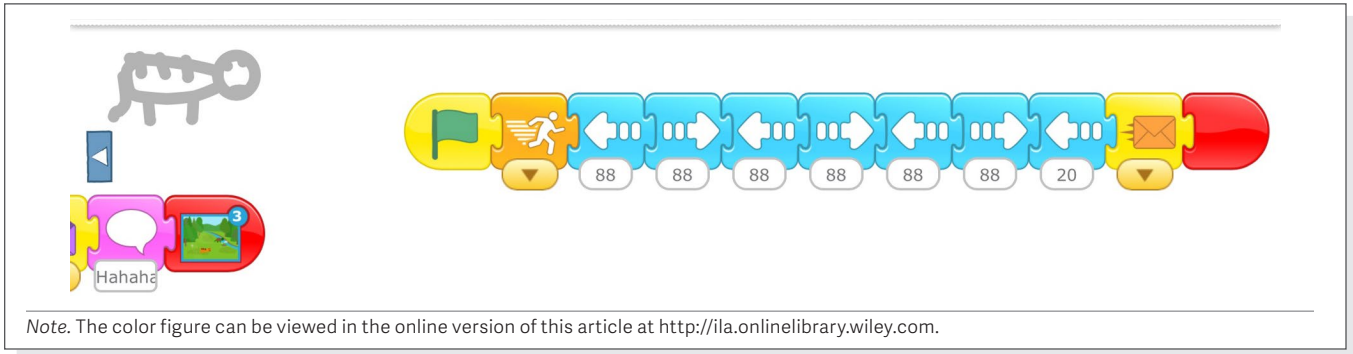 88 88 88 88 88 88 20
3
Hahaha
Note. The color figure can be viewed in the online version of this article at http://ila.onlinelibrary.wiley.com.